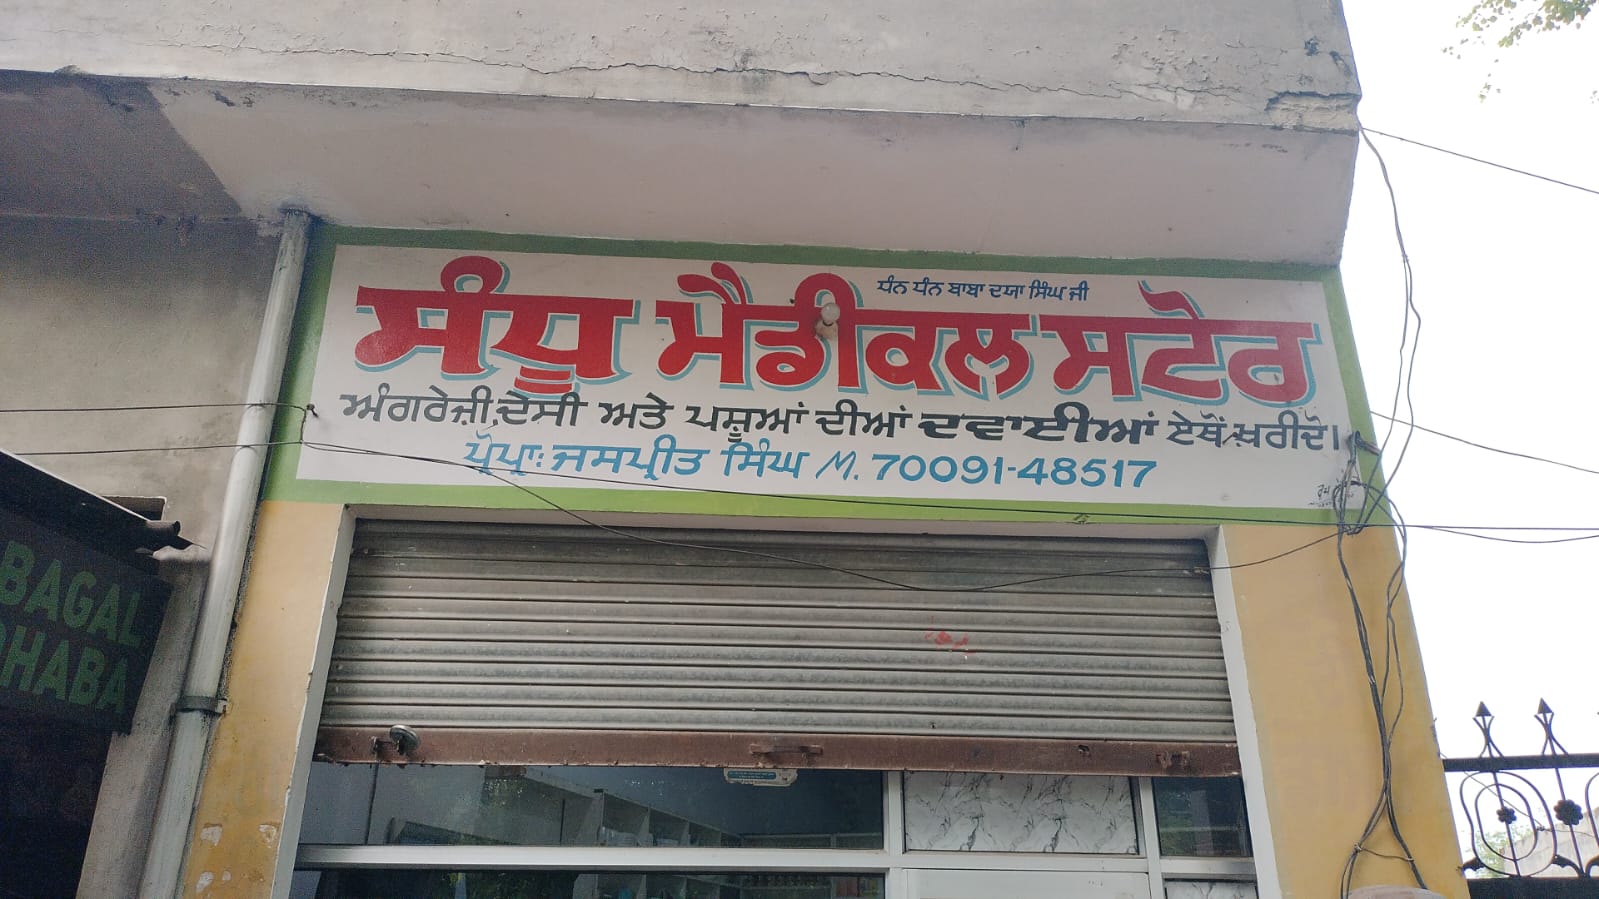 ਧੰਨ ਧੰਨ ਬਾਬਾ ਦਯਾ ਸਿੰਘ ਜੀ
ਸੰਧੂ ਮੈਡੀਕਲ ਸਟੋਰ
ਅੰਗਰੇਜ਼ੀ, ਦੇਸੀ ਅਤੇ ਪਸ਼ੂਆਂ ਦੀਆਂ ਦਵਾਈਆਂ ਏਥੋਂ ਖ਼ਰੀਦੋ।
ਪ੍ਰੋਪ੍ਰਾ: ਜਸਪ੍ਰੀਤ ਸਿੰਘ M. 70091-48517
BAGAL
DHABA